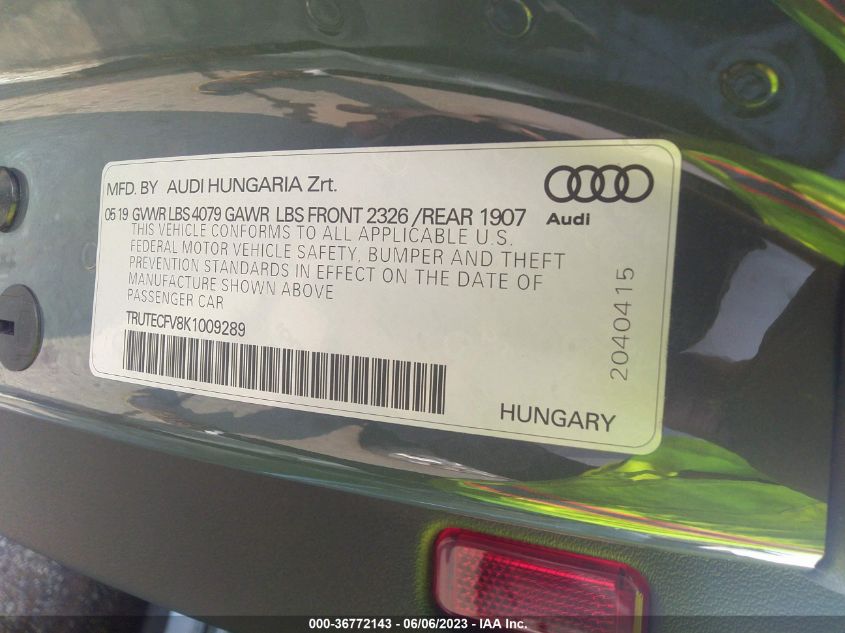 MFD. BY AUDI HUNGARIA Zrt.
Audi
0519 GVWR LBS 4079 GAWR LBS FRONT 2326 /REAR 1907
THIS VEHICLE CONFORMS TO ALL APPLICABLE U.S.
FEDERAL MOTOR VEHICLE SAFETY, BUMPER AND THEFT
PREVENTION STANDARDS IN EFFECT ON THE DATE OF
MANUFACTURE SHOWN ABOVE
PASSENGER CAR
TRUTECFV8K1009289
2040415
HUNGARY
000-36772143 - 06/06/2023 - IAA Inc.